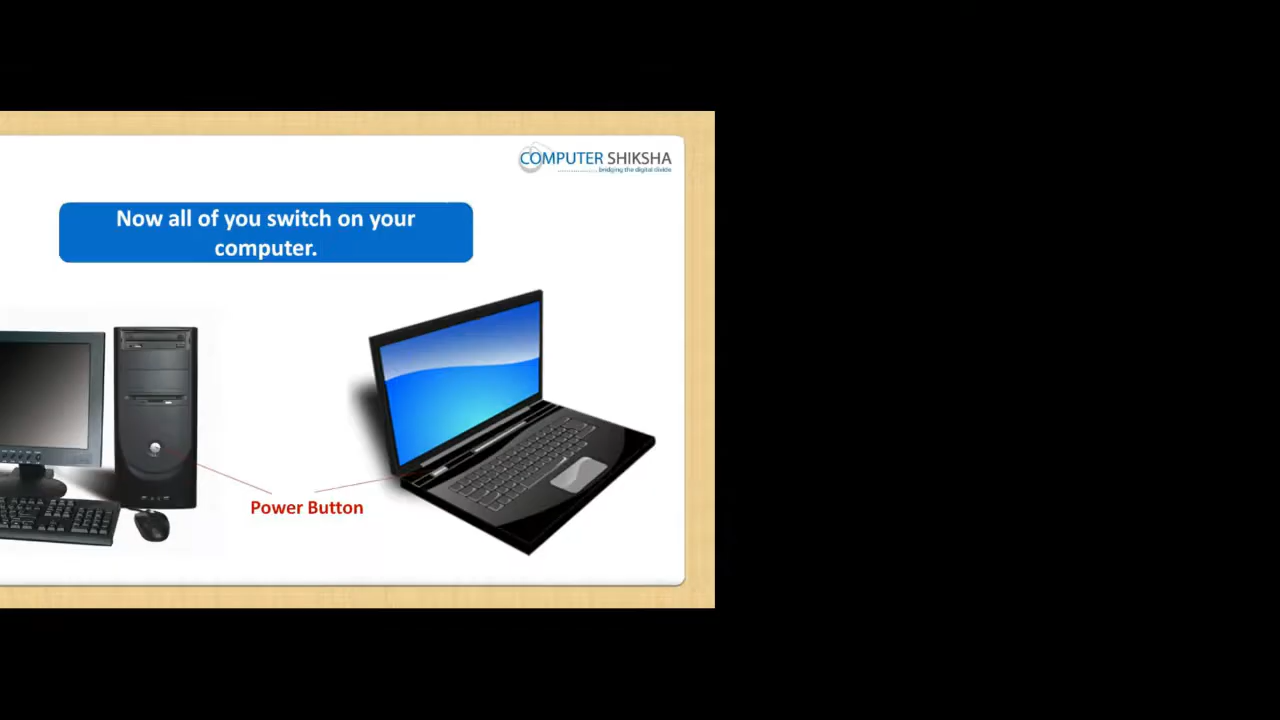 COMPUTER SHIKSHA
bridging the digital divide
Now all of you switch on your
computer.
Power Button